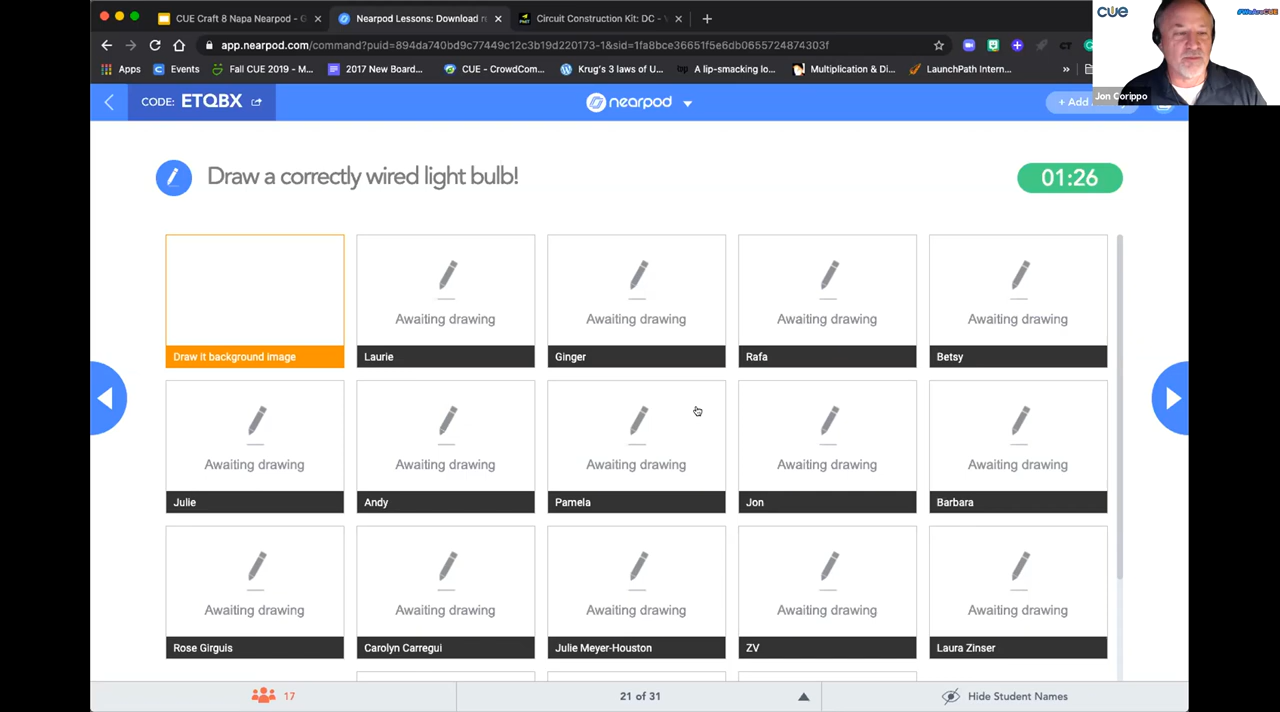 CUE Craft 8 Napa Nearpod - G
Nearpod Lessons: Download r
Circuit Construction Kit: DC - V
app.nearpod.com/command?puid=894da740bd9c77449c12c3b19d220173-1&sid=1fa8bce36651f5e6db0655724874303f
Apps
Events
Fall CUE 2019 - M...
2017 New Board...
CUE - CrowdCom...
Krug's 3 laws of U...
A lip-smacking lo...
Multiplication & Di...
LaunchPath Intern...
»
CUE
#WeAreCUE
Jon Corippo
CODE: ETQBX
nearpod
+ Add
Draw a correctly wired light bulb!
01:26
Awaiting drawing
Awaiting drawing
Awaiting drawing
Awaiting drawing
Draw it background image
Laurie
Ginger
Rafa
Betsy
Awaiting drawing
Awaiting drawing
Awaiting drawing
Awaiting drawing
Awaiting drawing
Julie
Andy
Pamela
Jon
Barbara
Awaiting drawing
Awaiting drawing
Awaiting drawing
Awaiting drawing
Awaiting drawing
Rose Girguis
Carolyn Carregui
Julie Meyer-Houston
ZV
Laura Zinser
17
21 of 31
Hide Student Names